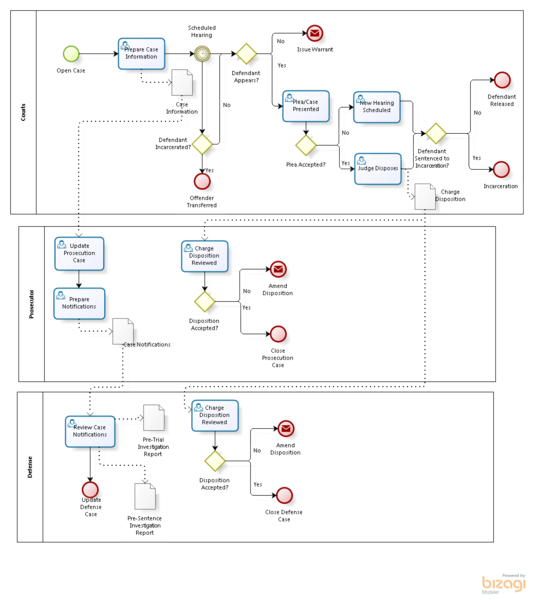 Courts
Open Case
Prepare Case
Information
Scheduled
Hearing
Case
Information
Defendant
Incarcerated?
No
Yes
Offender
Transferred
Defendant
Appears?
No
Issue Warrant
Yes
Plea/Case
Presented
Plea Accepted?
No
Yes
New Hearing
Scheduled
Judge Disposes
Charge
Disposition
Defendant
Sentenced to
Incarceration?
No
Defendant
Released
Yes
Incarceration
Prosecutor
Update
Prosecution
Case
Prepare
Notifications
Case Notifications
Charge
Disposition
Reviewed
Disposition
Accepted?
No
Amend
Disposition
Yes
Close
Prosecution
Case
Defense
Review Case
Notifications
Update
Defense
Case
Pre-Trial
Investigation
Report
Pre-Sentence
Investigation
Report
Charge
Disposition
Reviewed
Disposition
Accepted?
No
Amend
Disposition
Yes
Close Defense
Case
Powered by
bizagi
Modeler